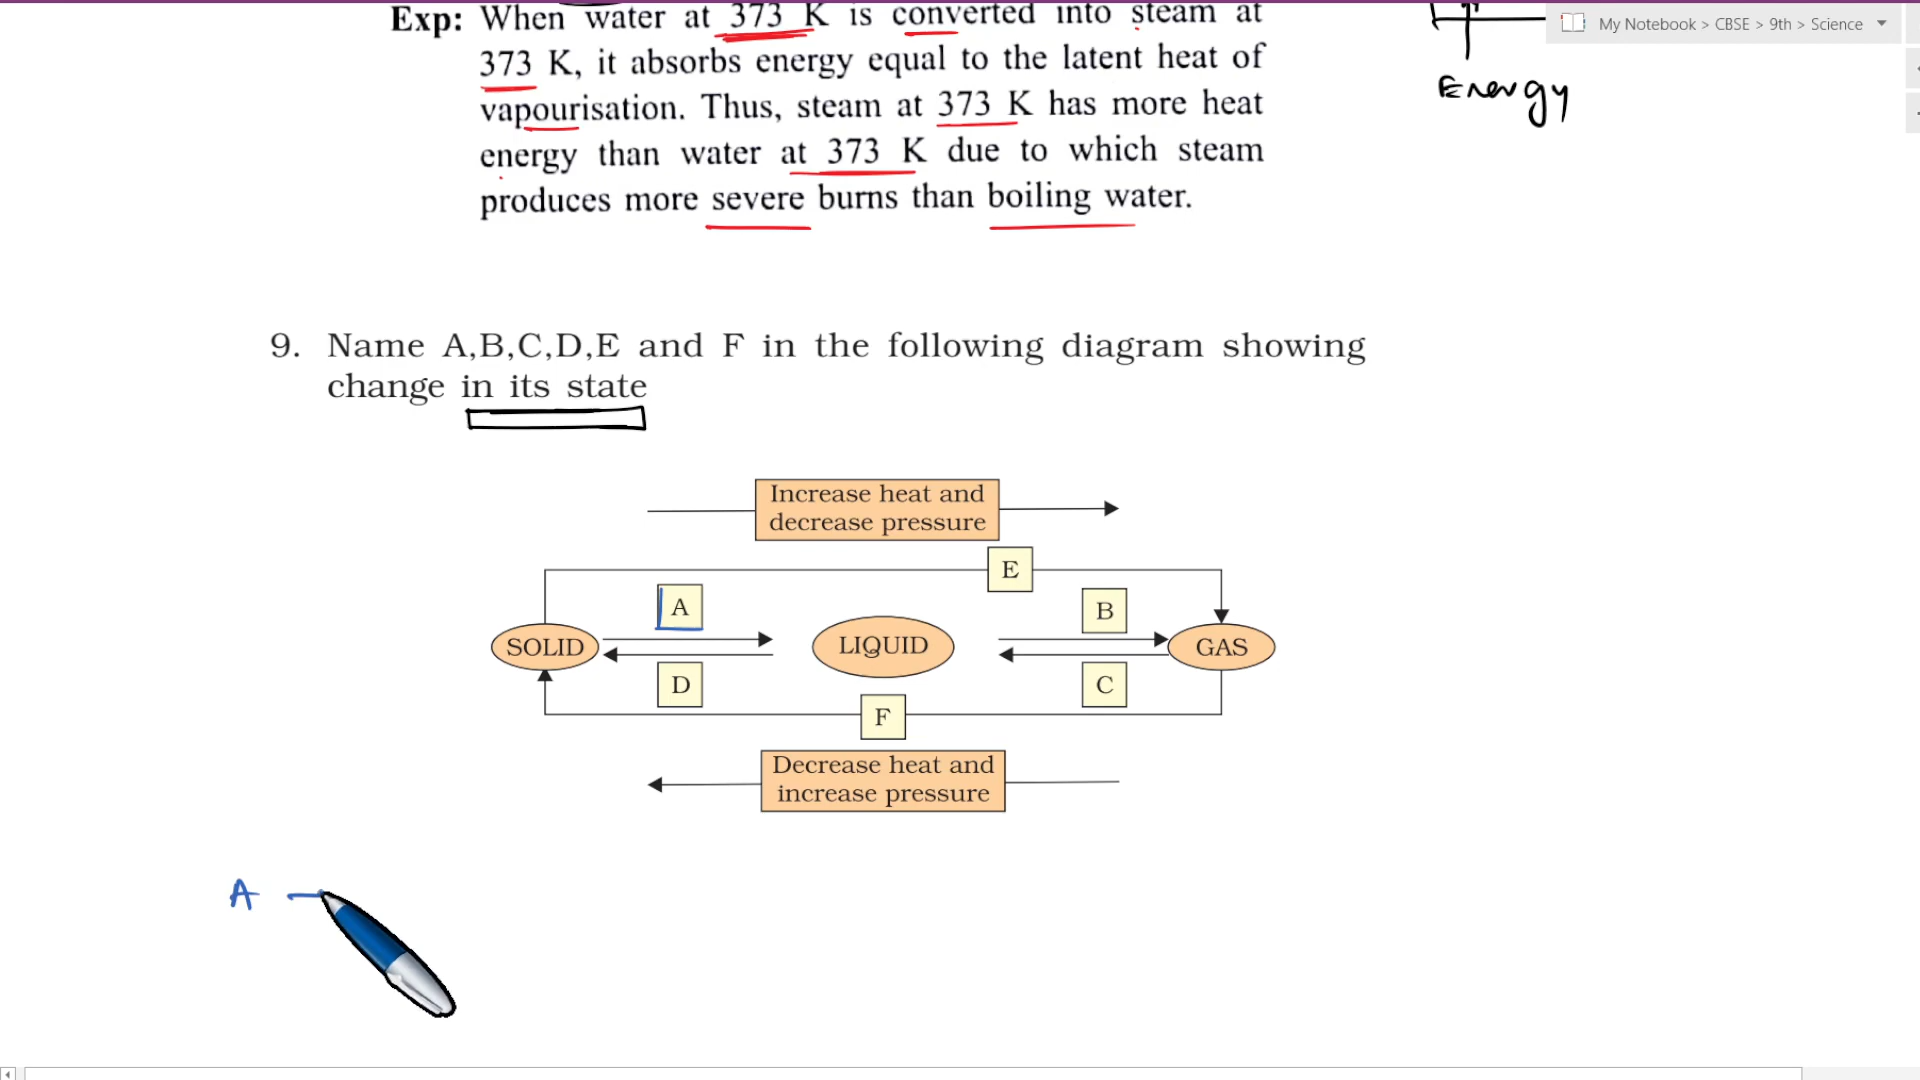 My Notebook > CBSE > 9th > Science
Exp: When water at 373 K is converted into steam at
373 K, it absorbs energy equal to the latent heat of
vapourisation. Thus, steam at 373 K has more heat
energy than water at 373 K due to which steam
produces more severe burns than boiling water.
Energy
9. Name A,B,C,D,E and F in the following diagram showing
change in its state
Increase heat and
decrease pressure
E
A
B
SOLID
LIQUID
GAS
D
C
F
Decrease heat and
increase pressure
A —